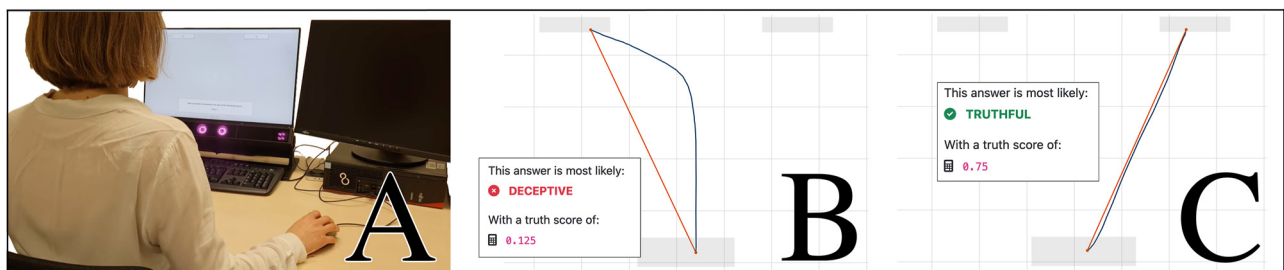 A
This answer is most likely:
DECEPTIVE
With a truth score of:
0.125
B
This answer is most likely:
TRUTHFUL
With a truth score of:
0.75
C